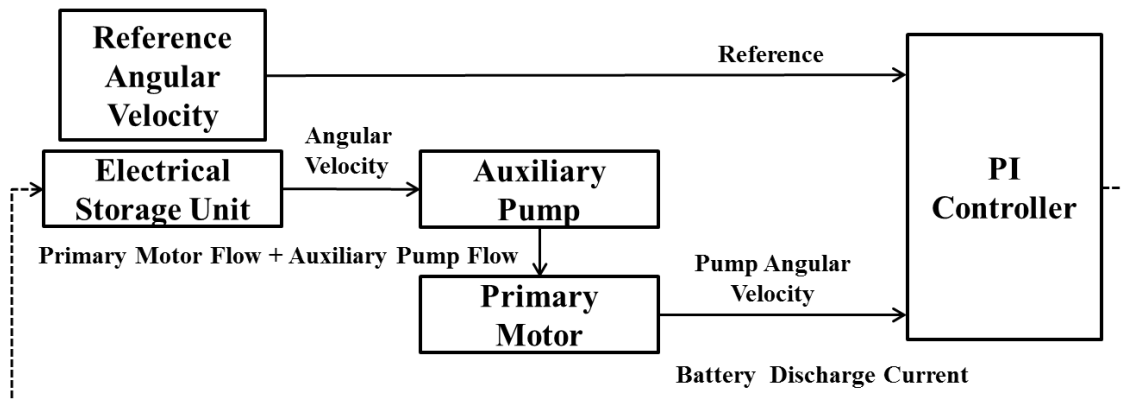 Reference
Angular
Velocity
Reference
PI
Controller
Electrical
Storage Unit
Angular
Velocity
Auxiliary
Pump
Primary Motor Flow + Auxiliary Pump Flow
Primary
Motor
Pump Angular
Velocity
Battery Discharge Current